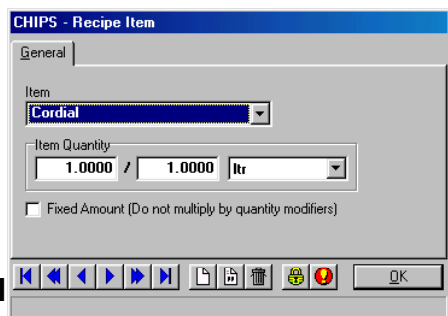 CHIPS - Recipe Item
General
Item
Cordial
Item Quantity
1.0000 / 1.0000 ltr
Fixed Amount (Do not multiply by quantity modifiers)
OK